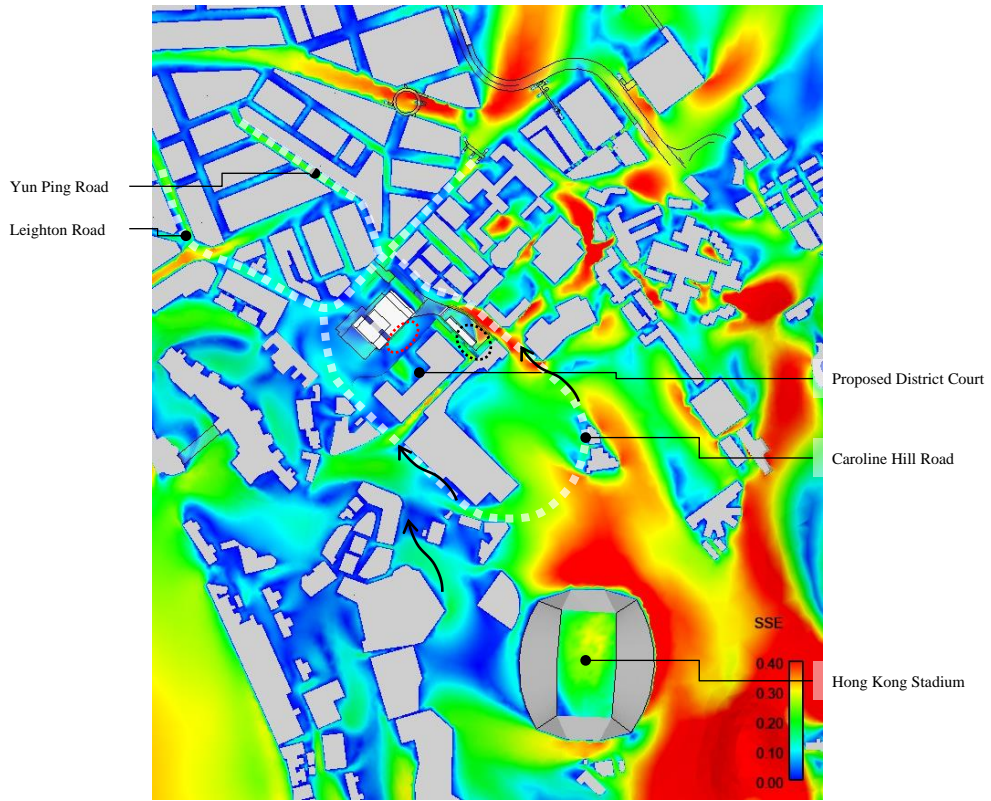 Yun Ping Road
Leighton Road
Proposed District Court
Caroline Hill Road
SSE
0.40
0.30
0.20
0.10
0.00
Hong Kong Stadium